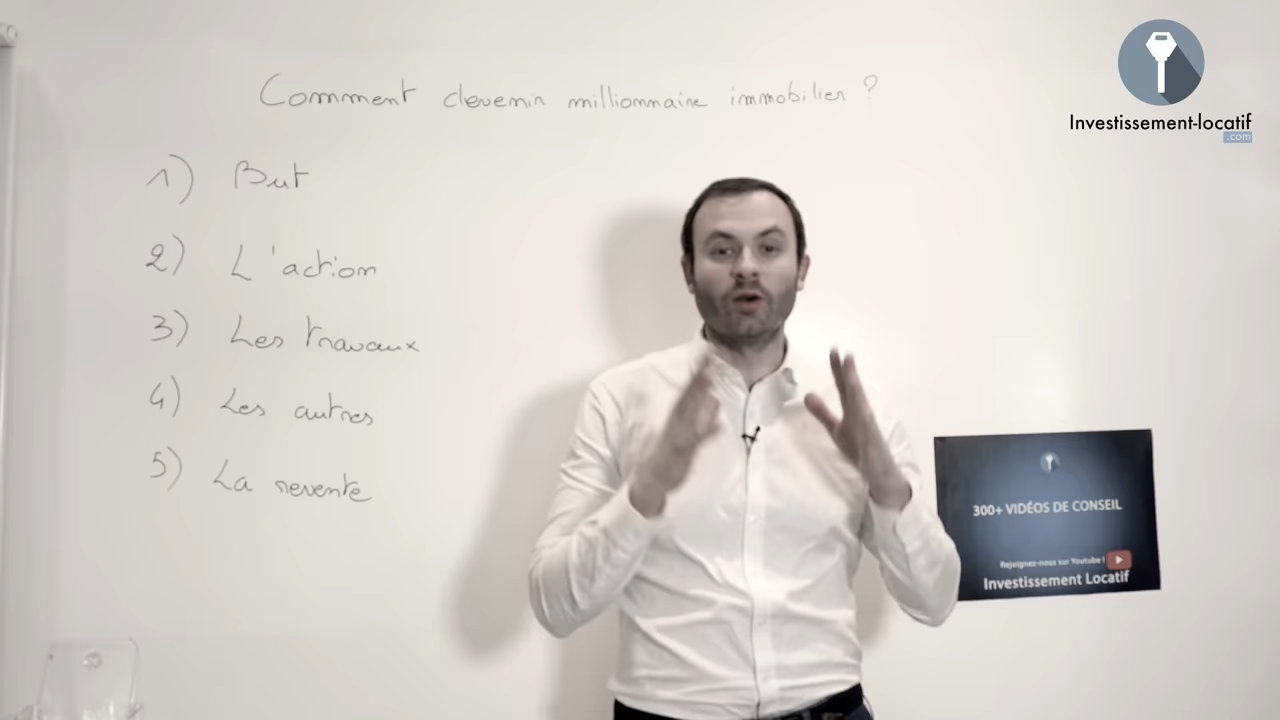 Comment devenir millionnaire immobilier ?
1) But
2) L'action
3) Les travaux
4) Les autres
5) La revente
Investissement-locatif
.com
300+ VIDÉOS DE CONSEIL
Rejoignez-nous sur Youtube !
Investissement Locatif